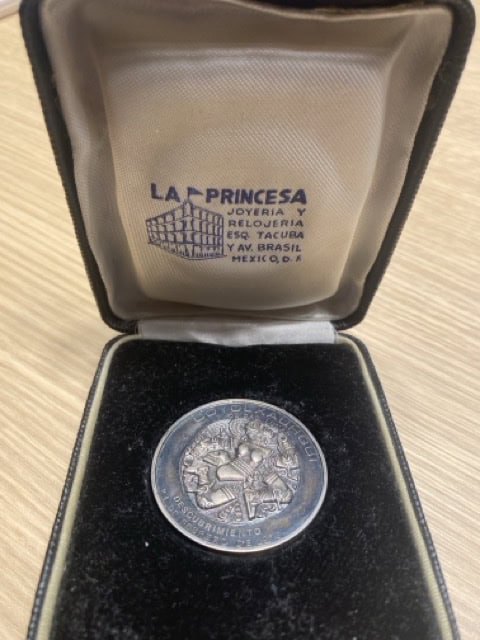 LA PRINCESA
JOYERIA Y
RELOJERIA
ESQ. TACUBA
Y AV. BRASIL
MEXICO, D.
COYOLXAUHQUI
DESCUBRIMIENTO